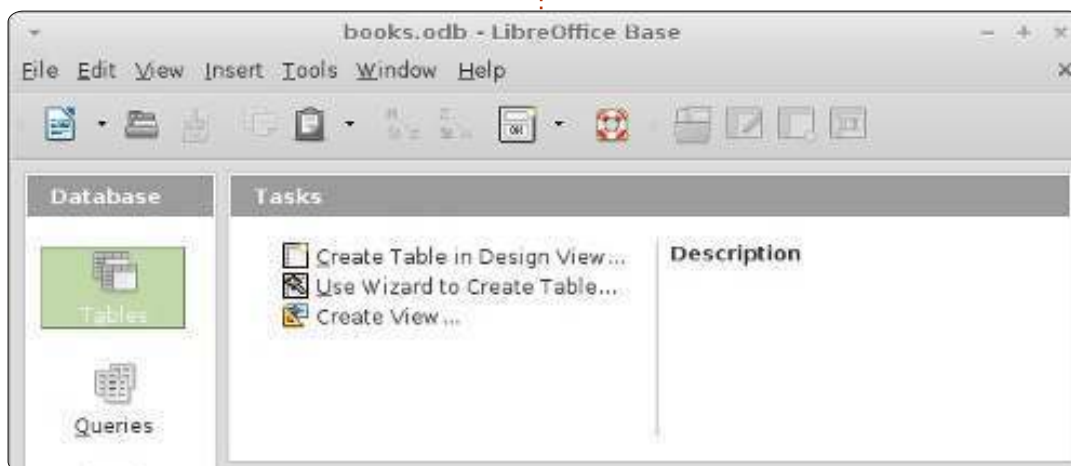 books.odb - LibreOffice Base
File Edit View Insert Tools Window Help
Database
Tasks
Tables
Queries
Create Table in Design View...
Use Wizard to Create Table...
Create View...
Description